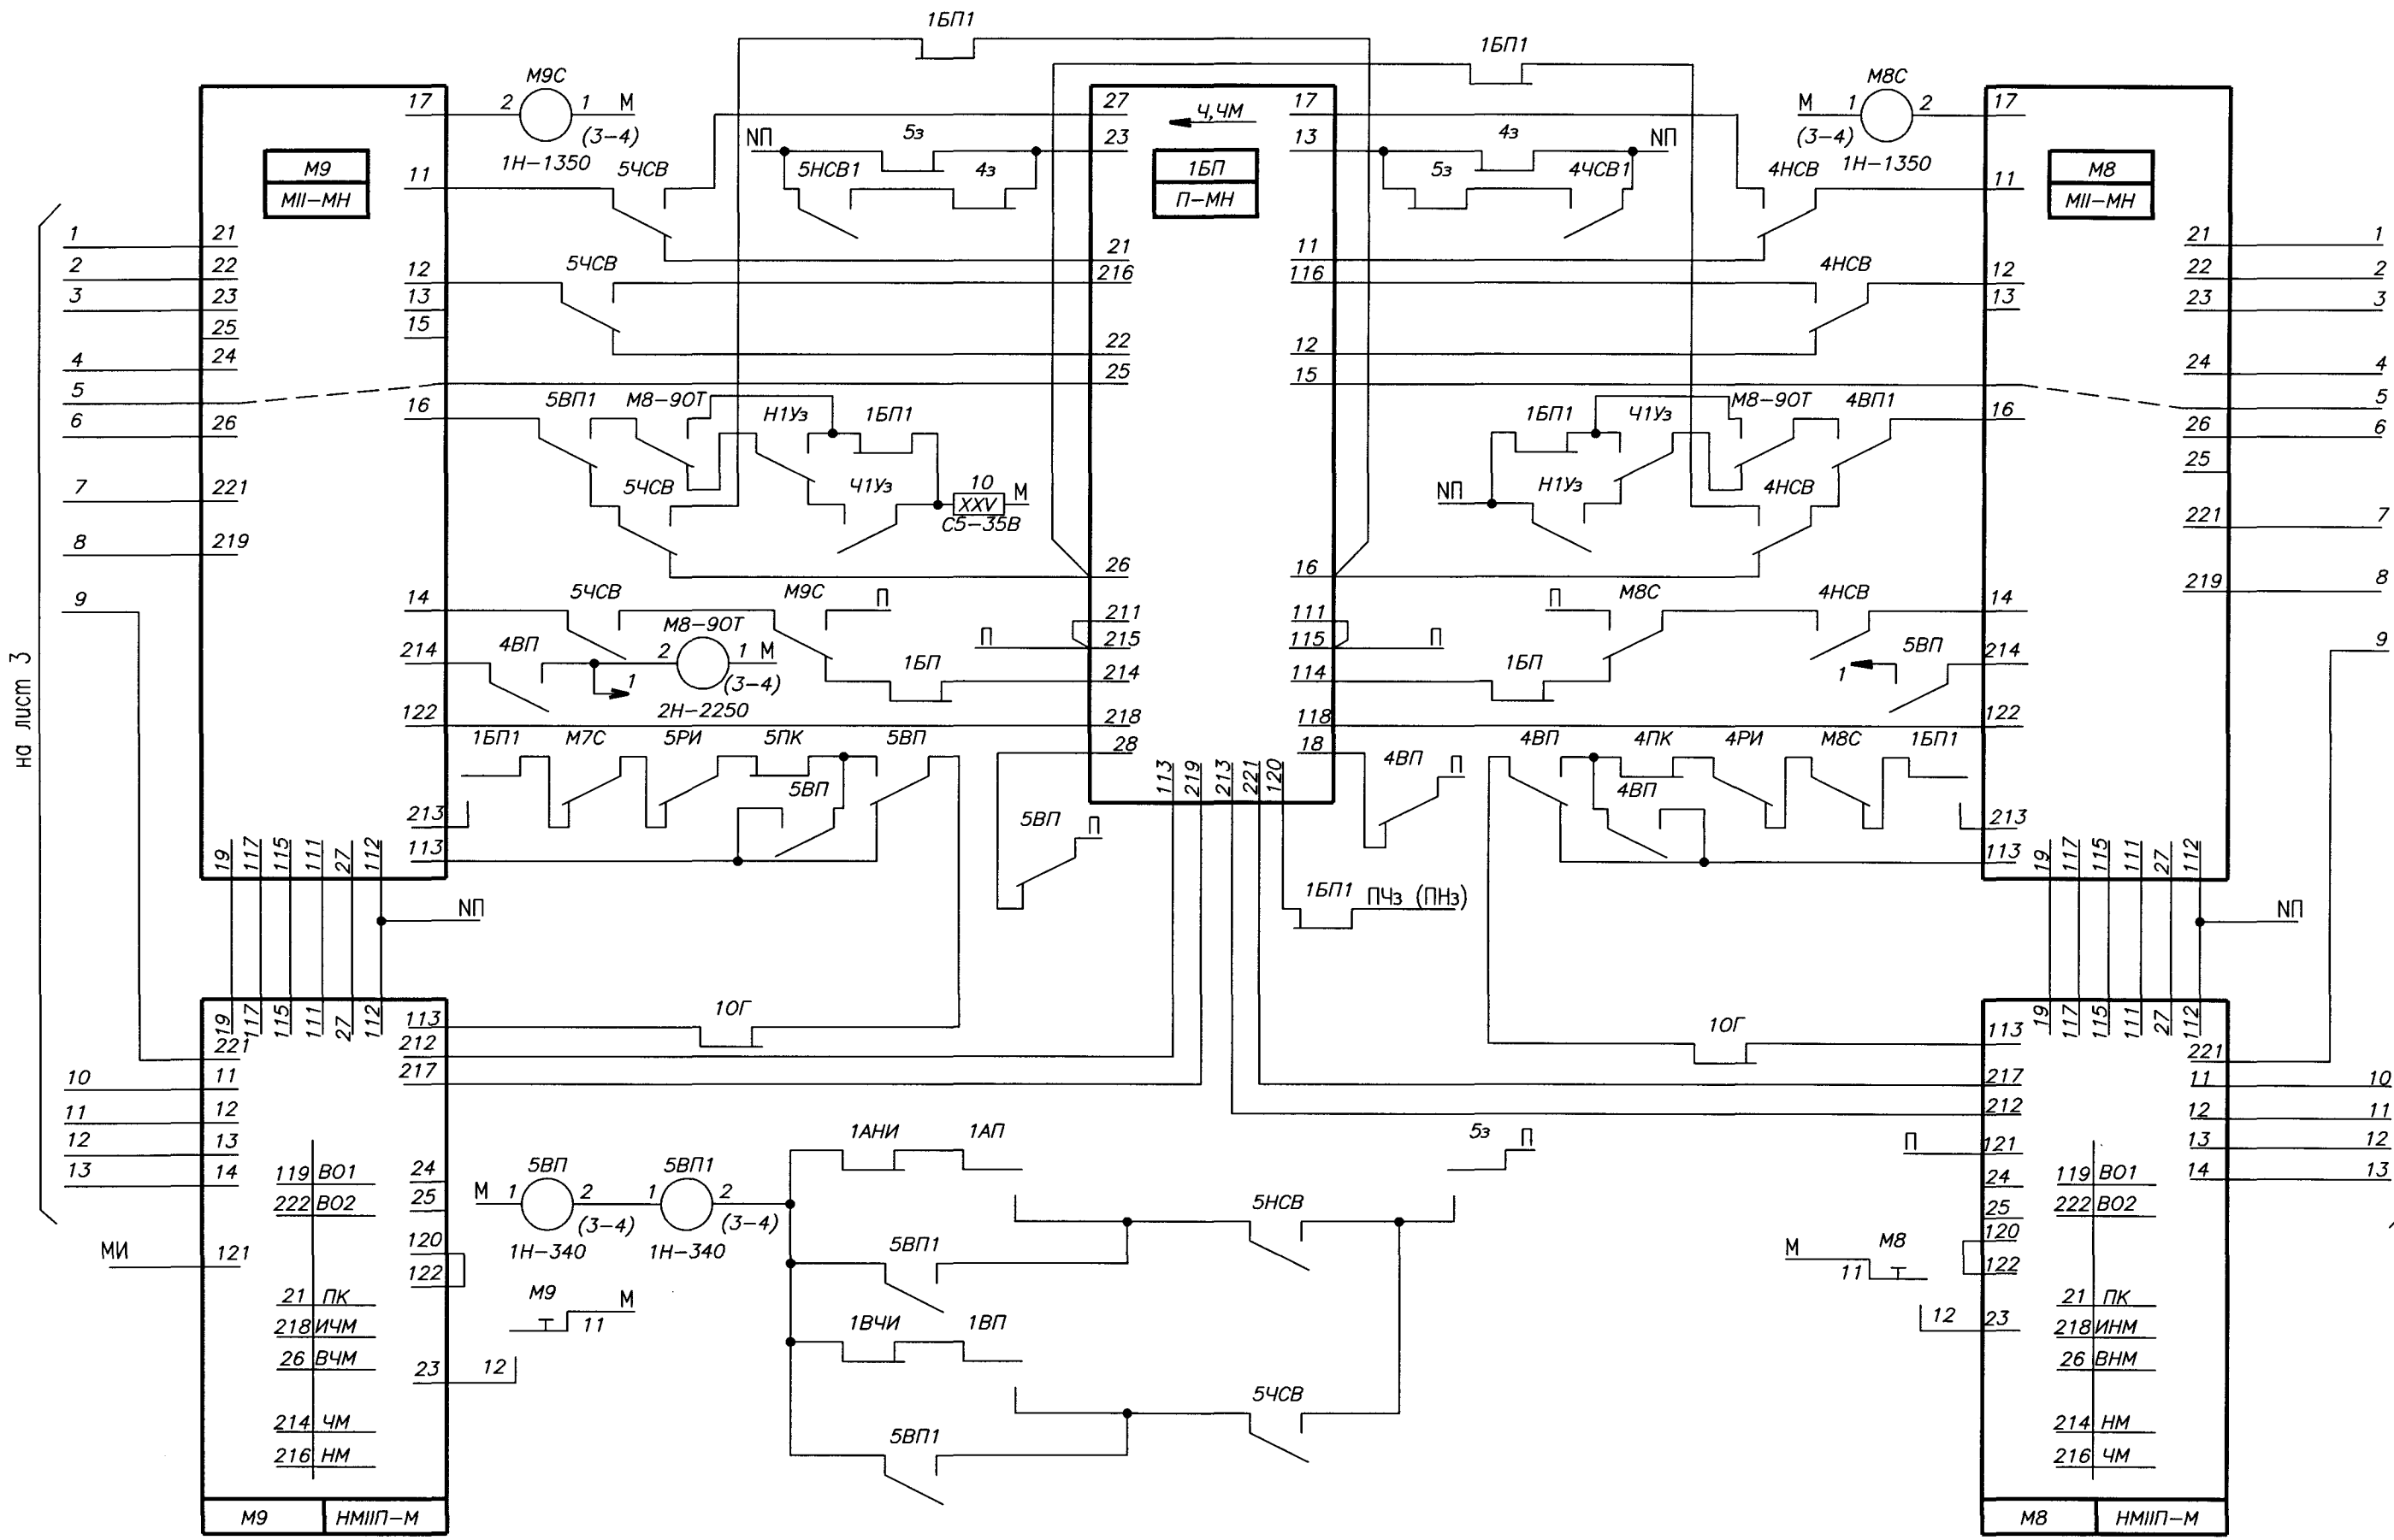 1БП1
1БП1
М9С
М8С
17
2
1
М
(3-4)
1Н-1350
27
17
Ч,ЧМ
М
1
2
(3-4)
1Н-1350
17
NП
5з
23
13
4з
NП
М9
МII-МН
1БП
П-МН
М8
МII-МН
11
5ЧСВ
5НСВ1
4з
5з
4ЧСВ1
4НСВ
11
1
21
2
22
3
23
25
4
24
5
6
26
7
221
8
219
9
на лист 3
21
11
21
1
12
5ЧСВ
216
116
4НСВ
12
22
2
13
13
23
3
15
22
12
25
15
24
4
5
16
5ВП1
М8-9ОТ
Н1Уз
1БП1
1БП1
Ч1Уз
М8-9ОТ
4ВП1
16
26
6
25
5ЧСВ
Ч1Уз
10
XXV
М
С5-35В
NП
Н1Уз
4НСВ
221
7
26
16
219
8
14
5ЧСВ
М9С
П
211
111
П
М8С
4НСВ
14
П
215
115
П
214
4ВП
М8-9ОТ
2
1
М
(3-4)
1
2Н-2250
1БП
214
114
1БП
1
5ВП
214
9
122
218
118
122
1БП1
М7С
5РИ
5ПК
5ВП
28
18
4ВП
П
4ВП
4ПК
4РИ
М8С
1БП1
5ВП
4ВП
213
113
219
213
221
120
213
113
5ВП
П
113
19
117
115
111
27
112
1БП1
ПЧз (ПНз)
19
117
115
111
27
112
NП
NП
19
117
115
111
27
112
19
117
115
111
27
112
113
1ОГ
1ОГ
113
221
212
221
217
217
10
11
212
11
10
11
12
12
11
12
13
13
12
13
14
14
13
1АНИ
1АП
5з
П
П
121
119 ВО1
24
24
119 ВО1
222 ВО2
25
25
222 ВО2
М
1
5ВП
2
(3-4)
1Н-340
1
5ВП1
2
(3-4)
1Н-340
5НСВ
МИ
121
120
122
5ВП1
120
122
М
М8
11
21 ПК
М9
М
11
21 ПК
218 ИЧМ
1ВЧИ
1ВП
12
23
218 ИНМ
26 ВЧМ
23
12
26 ВНМ
5ЧСВ
214 ЧМ
5ВП1
214 НМ
216 НМ
216 ЧМ
М9
НМIIП-М
М8
НМIIП-М